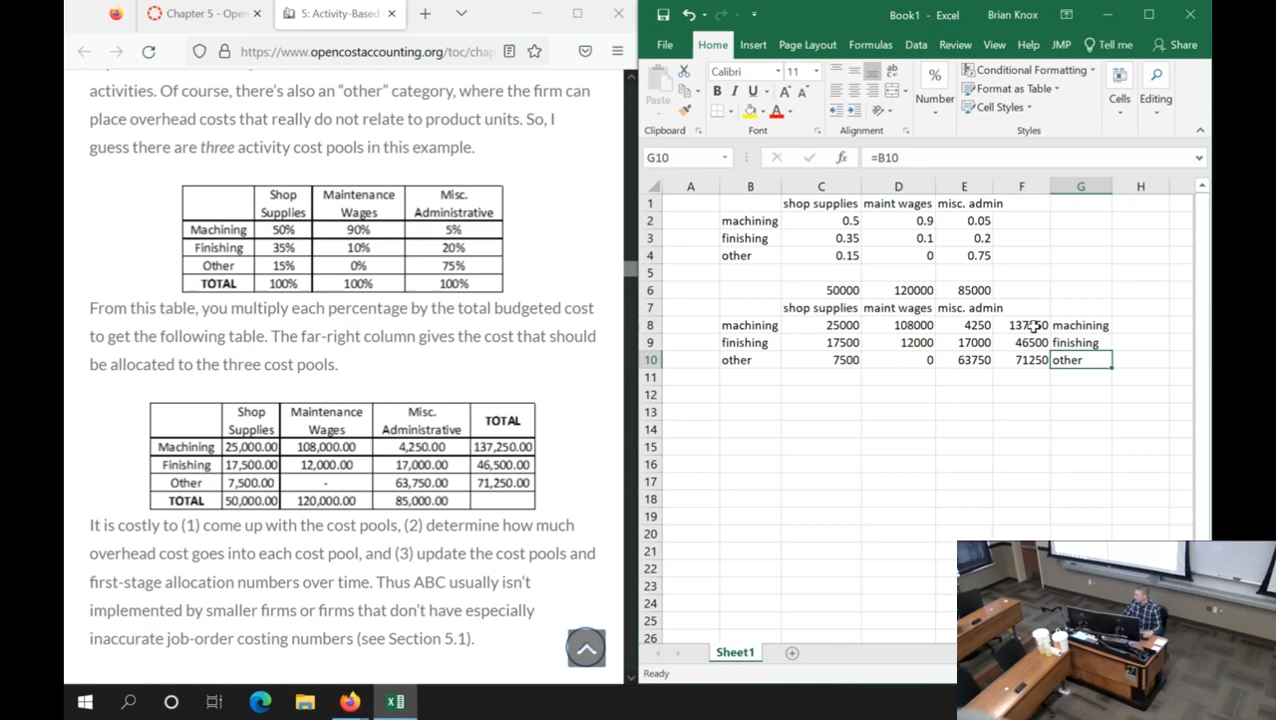 Chapter 5 - Open
5: Activity-Based
Book1 - Excel
Brian Knox
https://www.opencostaccounting.org/toc/chap
File Home Insert Page Layout Formulas Data Review View Help JMP Tell me Share
Paste
Clipboard
Calibri 11
B I U
Font
Alignment
%
Number
Conditional Formatting
Format as Table
Cell Styles
Styles
Cells
Editing
G10
fx
=B10
activities. Of course, there's also an "other" category, where the firm can
place overhead costs that really do not relate to product units. So, I
guess there are three activity cost pools in this example.
Shop Supplies Maintenance Wages Misc. Administrative
Machining 50% 90% 5%
Finishing 35% 10% 20%
Other 15% 0% 75%
TOTAL 100% 100% 100%
From this table, you multiply each percentage by the total budgeted cost
to get the following table. The far-right column gives the cost that should
be allocated to the three cost pools.
Shop Supplies Maintenance Wages Misc. Administrative TOTAL
Machining 25,000.00 108,000.00 4,250.00 137,250.00
Finishing 17,500.00 12,000.00 17,000.00 46,500.00
Other 7,500.00 - 63,750.00 71,250.00
TOTAL 50,000.00 120,000.00 85,000.00
It is costly to (1) come up with the cost pools, (2) determine how much
overhead cost goes into each cost pool, and (3) update the cost pools and
first-stage allocation numbers over time. Thus ABC usually isn't
implemented by smaller firms or firms that don't have especially
inaccurate job-order costing numbers (see Section 5.1).
A B C D E F G H
1 shop supplies maint wages misc. admin
2 machining 0.5 0.9 0.05
3 finishing 0.35 0.1 0.2
4 other 0.15 0 0.75
5
6 50000 120000 85000
7 shop supplies maint wages misc. admin
8 machining 25000 108000 4250 137250 machining
9 finishing 17500 12000 17000 46500 finishing
10 other 7500 0 63750 71250 other
11
12
13
14
15
16
17
18
19
20
21
22
23
24
25
26
Sheet1
Ready